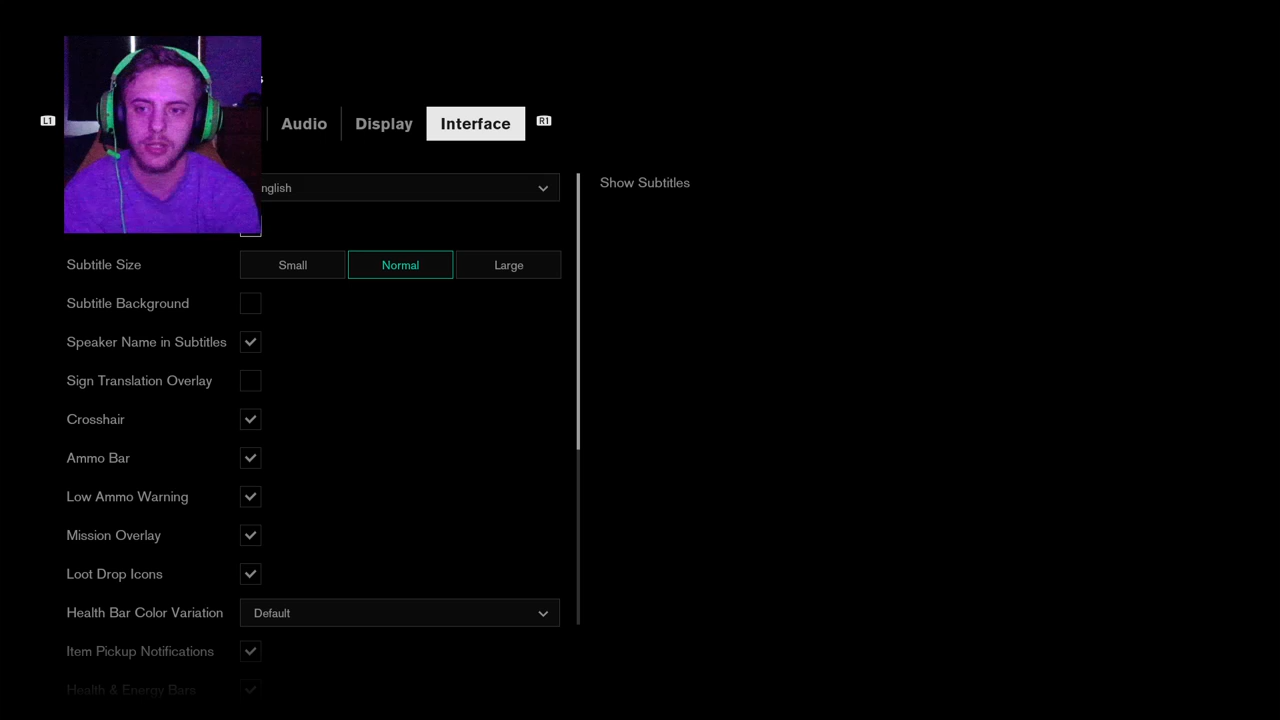 L1
Audio
Display
Interface
R1
nglish
Show Subtitles
Subtitle Size
Small
Normal
Large
Subtitle Background
Speaker Name in Subtitles
Sign Translation Overlay
Crosshair
Ammo Bar
Low Ammo Warning
Mission Overlay
Loot Drop Icons
Health Bar Color Variation
Default
Item Pickup Notifications
Health & Energy Bars